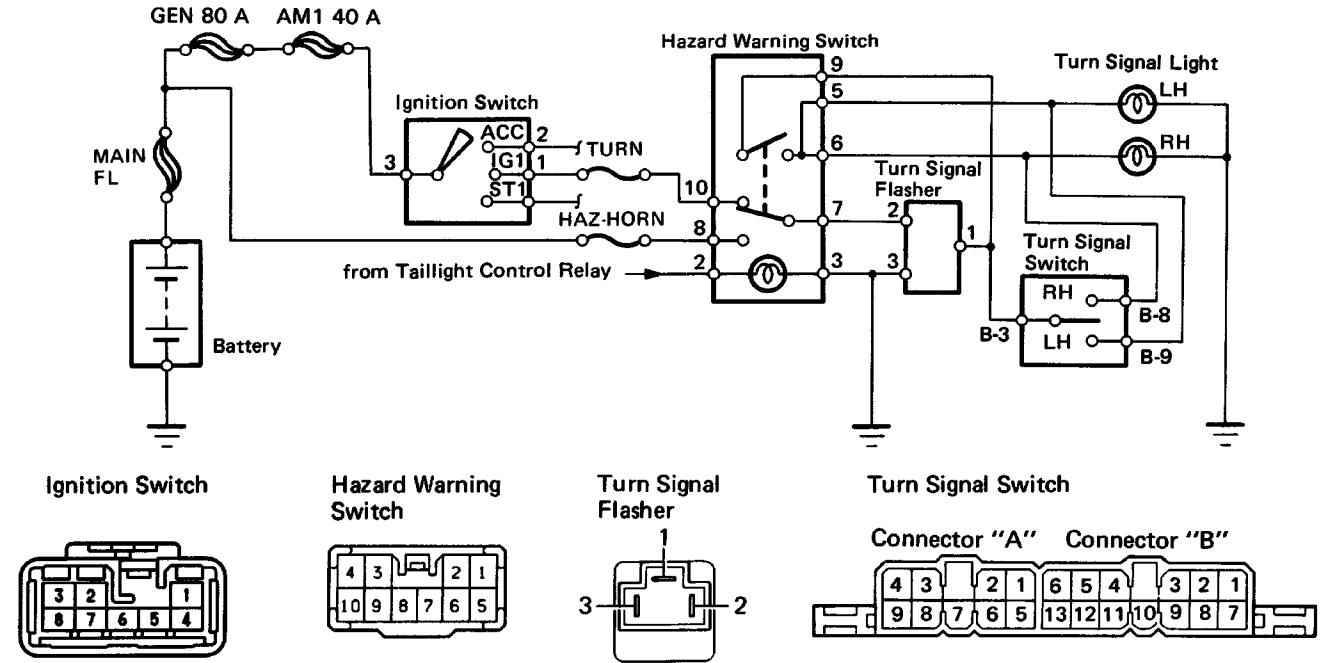 GEN 80 A AM1 40 A
Hazard Warning Switch
Turn Signal Light
LH
RH
Ignition Switch
ACC 2
IG1 1
ST1
3
TURN
HAZ-HORN
MAIN
FL
Battery
from Taillight Control Relay
9
5
6
10
7
8
2
3
Turn Signal
Flasher
2
1
3
Turn Signal
Switch
RH
LH
B-3
B-8
B-9
Ignition Switch
3 2 1
8 7 6 5 4
Hazard Warning
Switch
4 3 2 1
10 9 8 7 6 5
Turn Signal
Flasher
1
3 2
Turn Signal Switch
Connector "A" Connector "B"
4 3 2 1 6 5 4 3 2 1
9 8 7 6 5 13 12 11 10 9 8 7